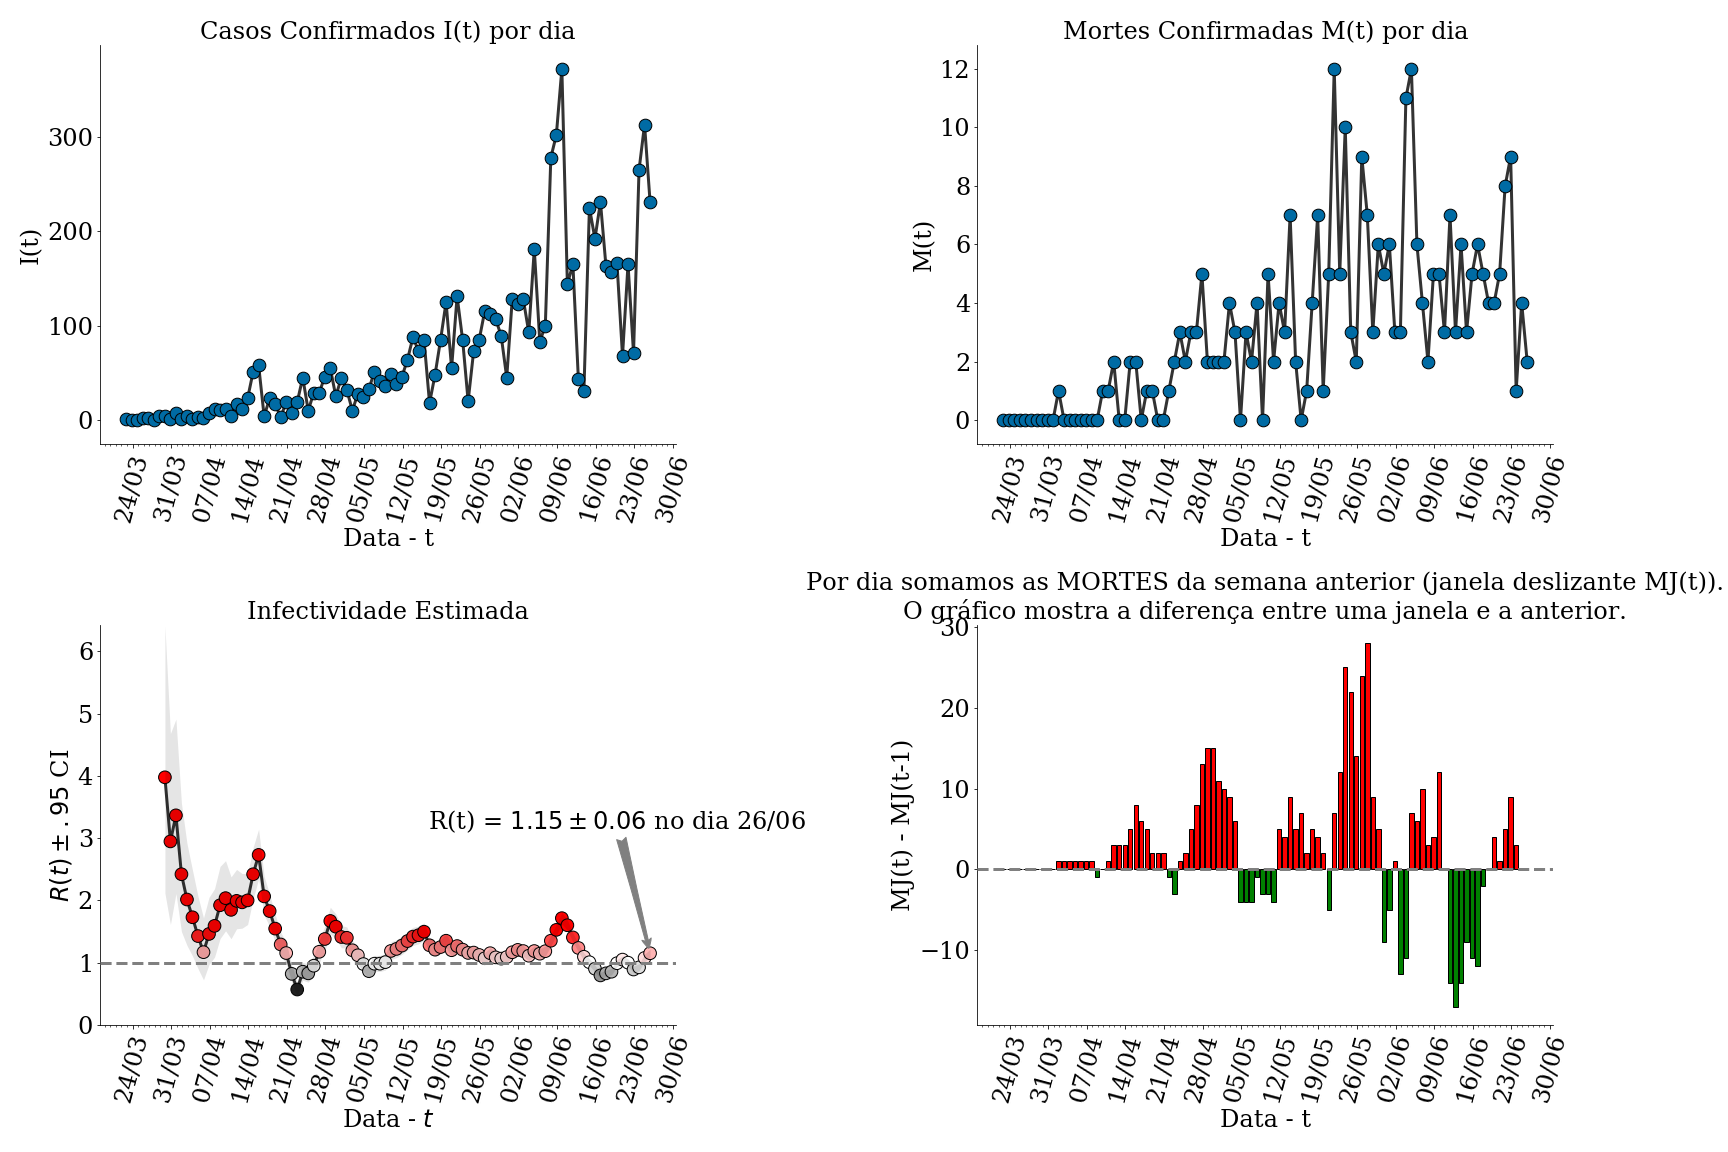 Casos Confirmados I(t) por dia
I(t)
300
200
100
0
24/03 31/03 07/04 14/04 21/04 28/04 05/05 12/05 19/05 26/05 02/06 09/06 16/06 23/06 30/06
Data - t
Mortes Confirmadas M(t) por dia
M(t)
12
10
8
6
4
2
0
24/03 31/03 07/04 14/04 21/04 28/04 05/05 12/05 19/05 26/05 02/06 09/06 16/06 23/06 30/06
Data - t
Infectividade Estimada
R(t) ± .95 CI
6
5
4
3
2
1
0
R(t) = 1.15 ± 0.06 no dia 26/06
24/03 31/03 07/04 14/04 21/04 28/04 05/05 12/05 19/05 26/05 02/06 09/06 16/06 23/06 30/06
Data - t
Por dia somamos as MORTES da semana anterior (janela deslizante MJ(t)).
O gráfico mostra a diferença entre uma janela e a anterior.
MJ(t) - MJ(t-1)
30
20
10
0
−10
24/03 31/03 07/04 14/04 21/04 28/04 05/05 12/05 19/05 26/05 02/06 09/06 16/06 23/06 30/06
Data - t